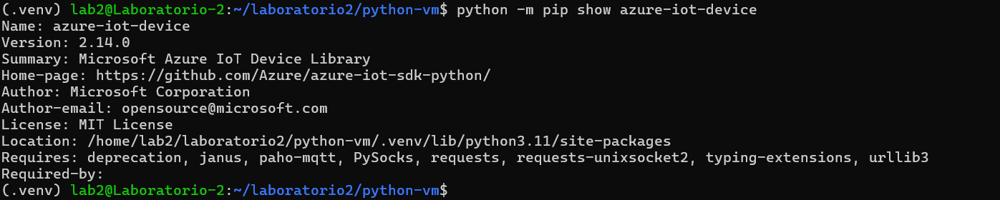 (.venv) lab2@Laboratorio-2:~/laboratorio2/python-vm$ python -m pip show azure-iot-device
Name: azure-iot-device
Version: 2.14.0
Summary: Microsoft Azure IoT Device Library
Home-page: https://github.com/Azure/azure-iot-sdk-python/
Author: Microsoft Corporation
Author-email: opensource@microsoft.com
License: MIT License
Location: /home/lab2/laboratorio2/python-vm/.venv/lib/python3.11/site-packages
Requires: deprecation, janus, paho-mqtt, PySocks, requests, requests-unixsocket2, typing-extensions, urllib3
Required-by:
(.venv) lab2@Laboratorio-2:~/laboratorio2/python-vm$